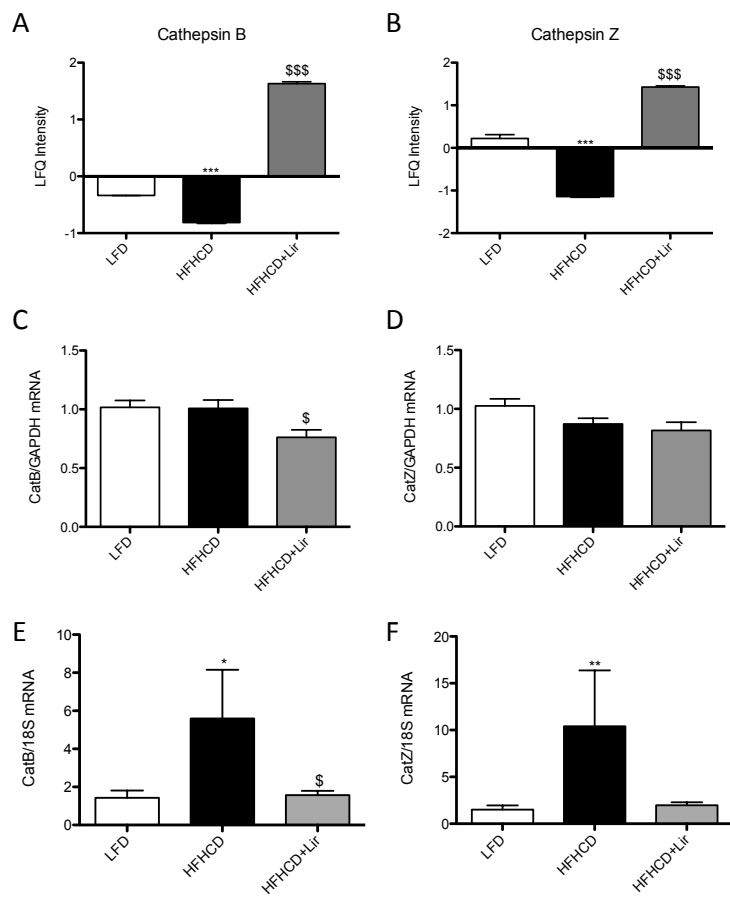 A
Cathepsin B
LFQ Intensity
2
1
0
-1
***
$$$
LFD
HFHCD
HFHCD+Lir
B
Cathepsin Z
LFQ Intensity
2
1
0
-1
-2
***
$$$
LFD
HFHCD
HFHCD+Lir
C
CatB/GAPDH mRNA
1.5
1.0
0.5
0.0
$
LFD
HFHCD
HFHCD+Lir
D
CatZ/GAPDH mRNA
1.5
1.0
0.5
0.0
LFD
HFHCD
HFHCD+Lir
E
CatB/18S mRNA
10
8
6
4
2
0
*
$
LFD
HFHCD
HFHCD+Lir
F
CatZ/18S mRNA
20
15
10
5
0
**
LFD
HFHCD
HFHCD+Lir